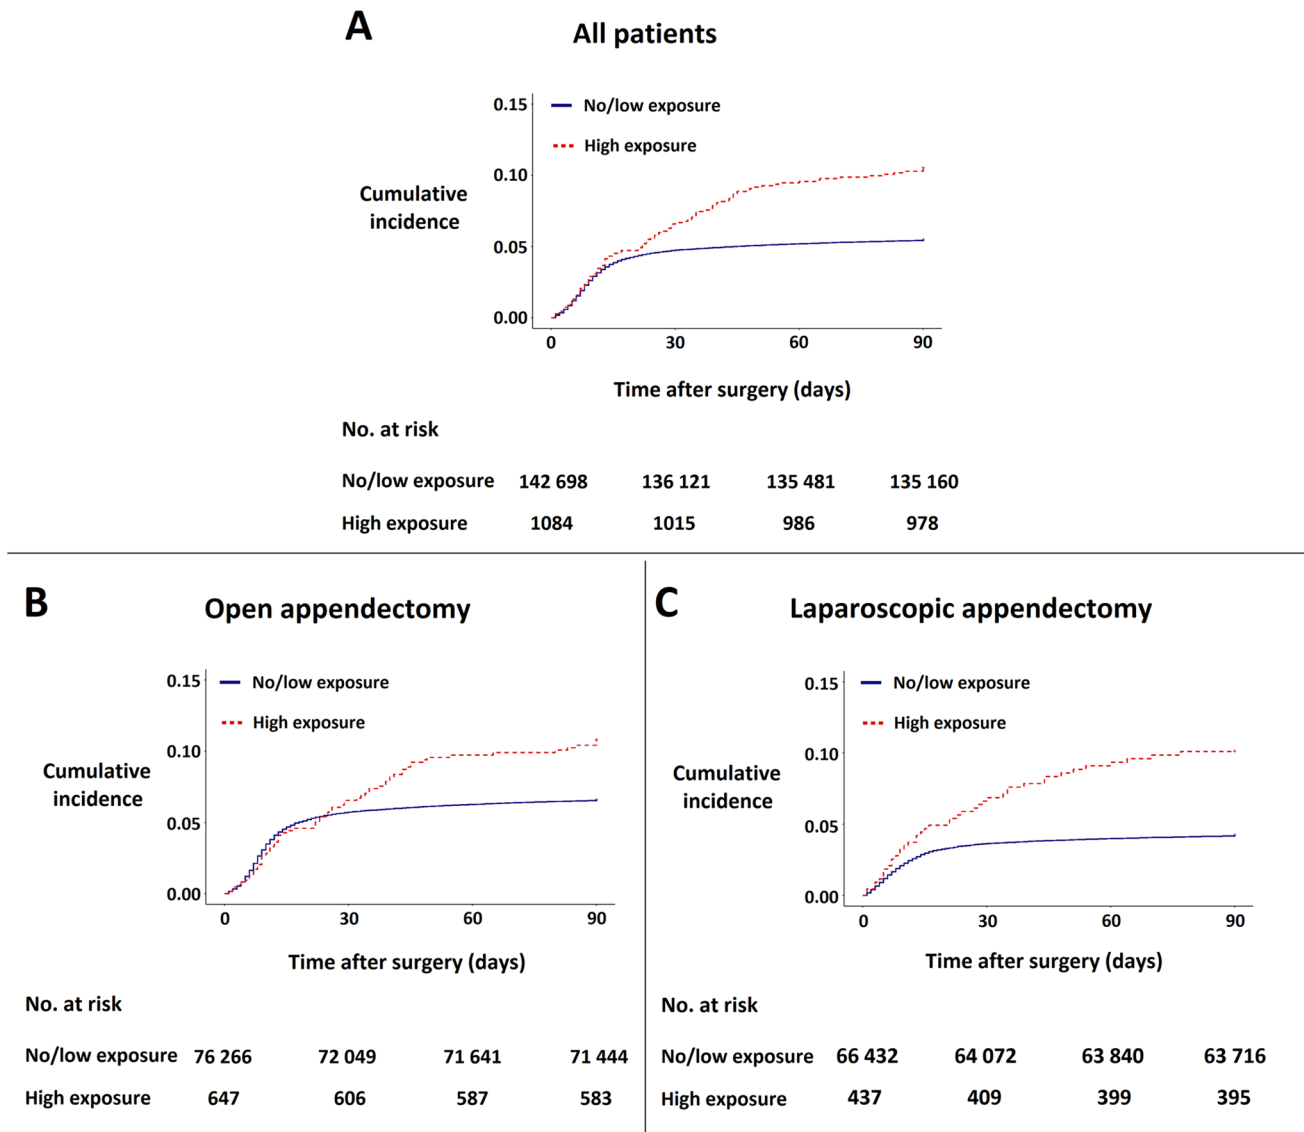 A
All patients
0.15
No/low exposure
High exposure
0.10
Cumulative
incidence
0.05
0.00
0 30 60 90
Time after surgery (days)
No. at risk
No/low exposure 142 698 136 121 135 481 135 160
High exposure 1084 1015 986 978
B
Open appendectomy
0.15
No/low exposure
High exposure
0.10
Cumulative
incidence
0.05
0.00
0 30 60 90
Time after surgery (days)
No. at risk
No/low exposure 76 266 72 049 71 641 71 444
High exposure 647 606 587 583
C
Laparoscopic appendectomy
0.15
No/low exposure
High exposure
0.10
Cumulative
incidence
0.05
0.00
0 30 60 90
Time after surgery (days)
No. at risk
No/low exposure 66 432 64 072 63 840 63 716
High exposure 437 409 399 395